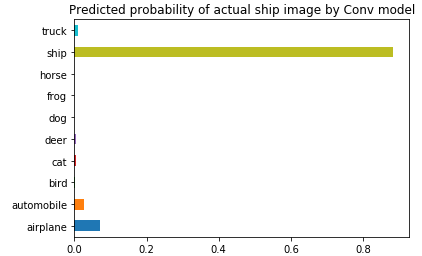 Predicted probability of actual ship image by Conv model
truck
ship
horse
frog
dog
deer
cat
bird
automobile
airplane
0.0 0.2 0.4 0.6 0.8